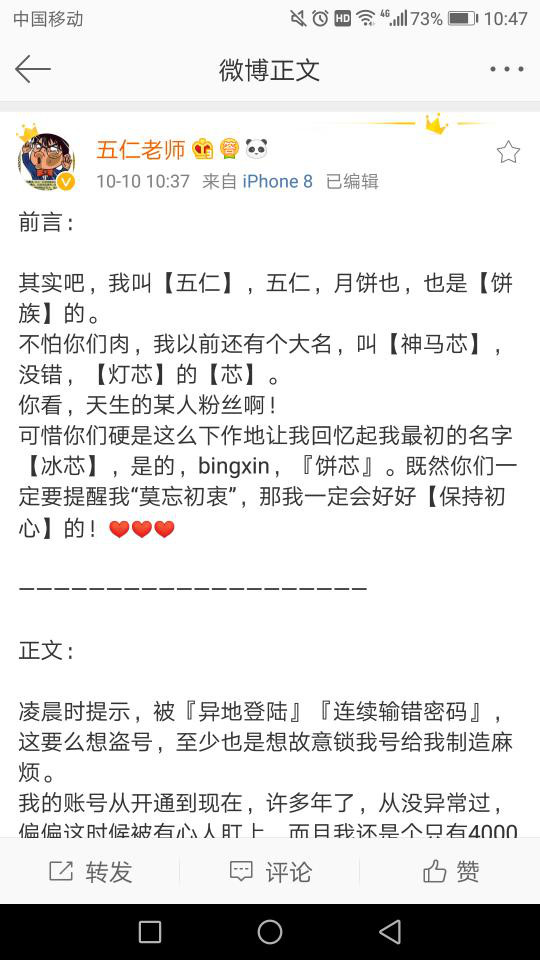 中国移动 HD 4G 73% 10:47
微博正文
五仁老师 答
10-10 10:37 来自 iPhone 8 已编辑
前言：
其实吧，我叫【五仁】，五仁，月饼也，也是【饼
族】的。
不怕你们肉，我以前还有个大名，叫【神马芯】，
没错，【灯芯】的【芯】。
你看，天生的某人粉丝啊！
可惜你们硬是这么下作地让我回忆起我最初的名字
【冰芯】，是的，bingxin，『饼芯』。既然你们一
定要提醒我“莫忘初衷”，那我一定会好好【保持初
心】的！❤❤❤
————————————————————
正文：
凌晨时提示，被『异地登陆』『连续输错密码』，
这要么想盗号，至少也是想故意锁我号给我制造麻
烦。
我的账号从开通到现在，许多年了，从没异常过，
偏偏这时候被有心人盯上，而且我还是个只有4000
转发 评论 赞